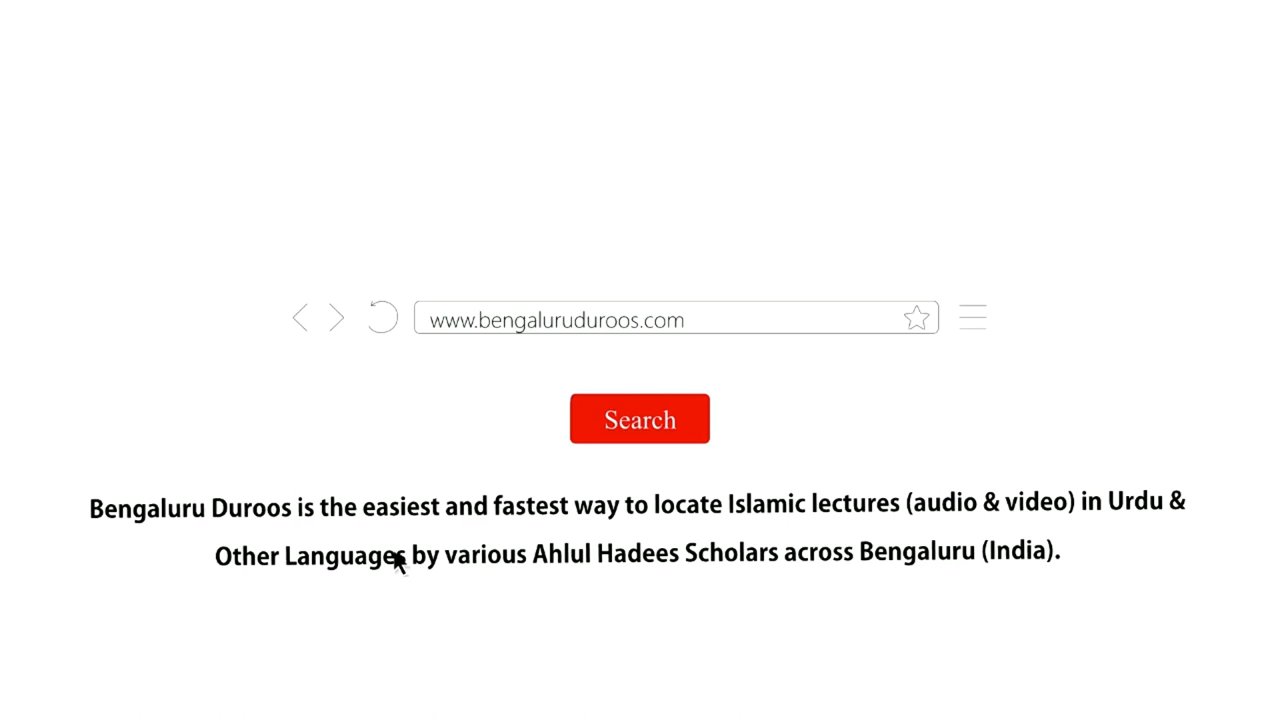 www.bengaluruduroos.com
Search
Bengaluru Duroos is the easiest and fastest way to locate Islamic lectures (audio & video) in Urdu &
Other Languages by various Ahlul Hadees Scholars across Bengaluru (India).